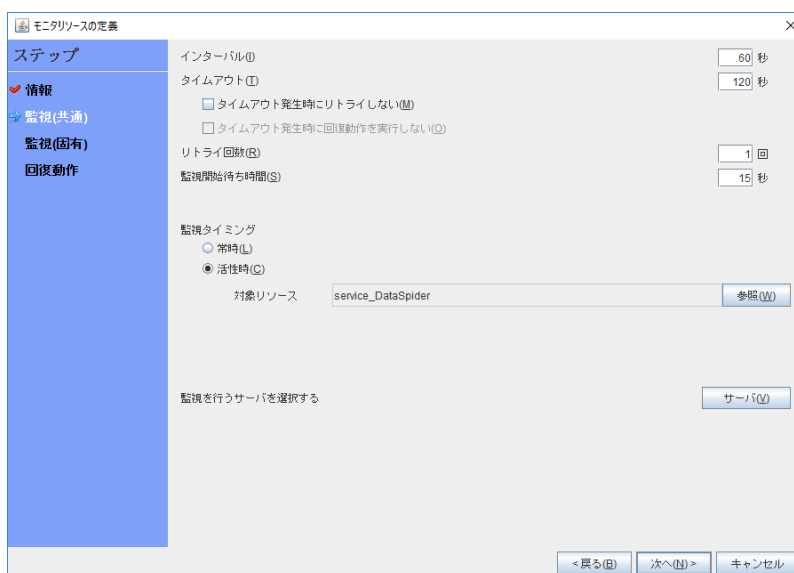 モニタリソースの定義
ステップ
情報
監視(共通)
監視(固有)
回復動作
インターバル(I) 60 秒
タイムアウト(T) 120 秒
タイムアウト発生時にリトライしない(M)
タイムアウト発生時に回復動作を実行しない(O)
リトライ回数(R) 1 回
監視開始待ち時間(S) 15 秒
監視タイミング
常時(L)
活性時(C)
対象リソース service_DataSpider 参照(W)
監視を行うサーバを選択する サーバ(V)
<戻る(B) 次へ(N)> キャンセル